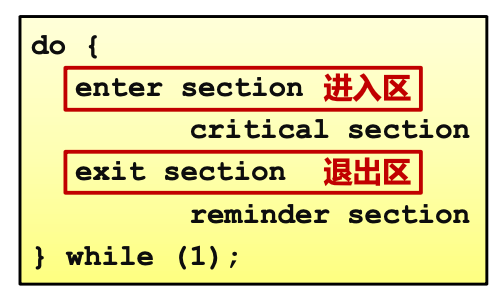 do {
enter section 进入区
critical section
exit section 退出区
reminder section
} while (1);